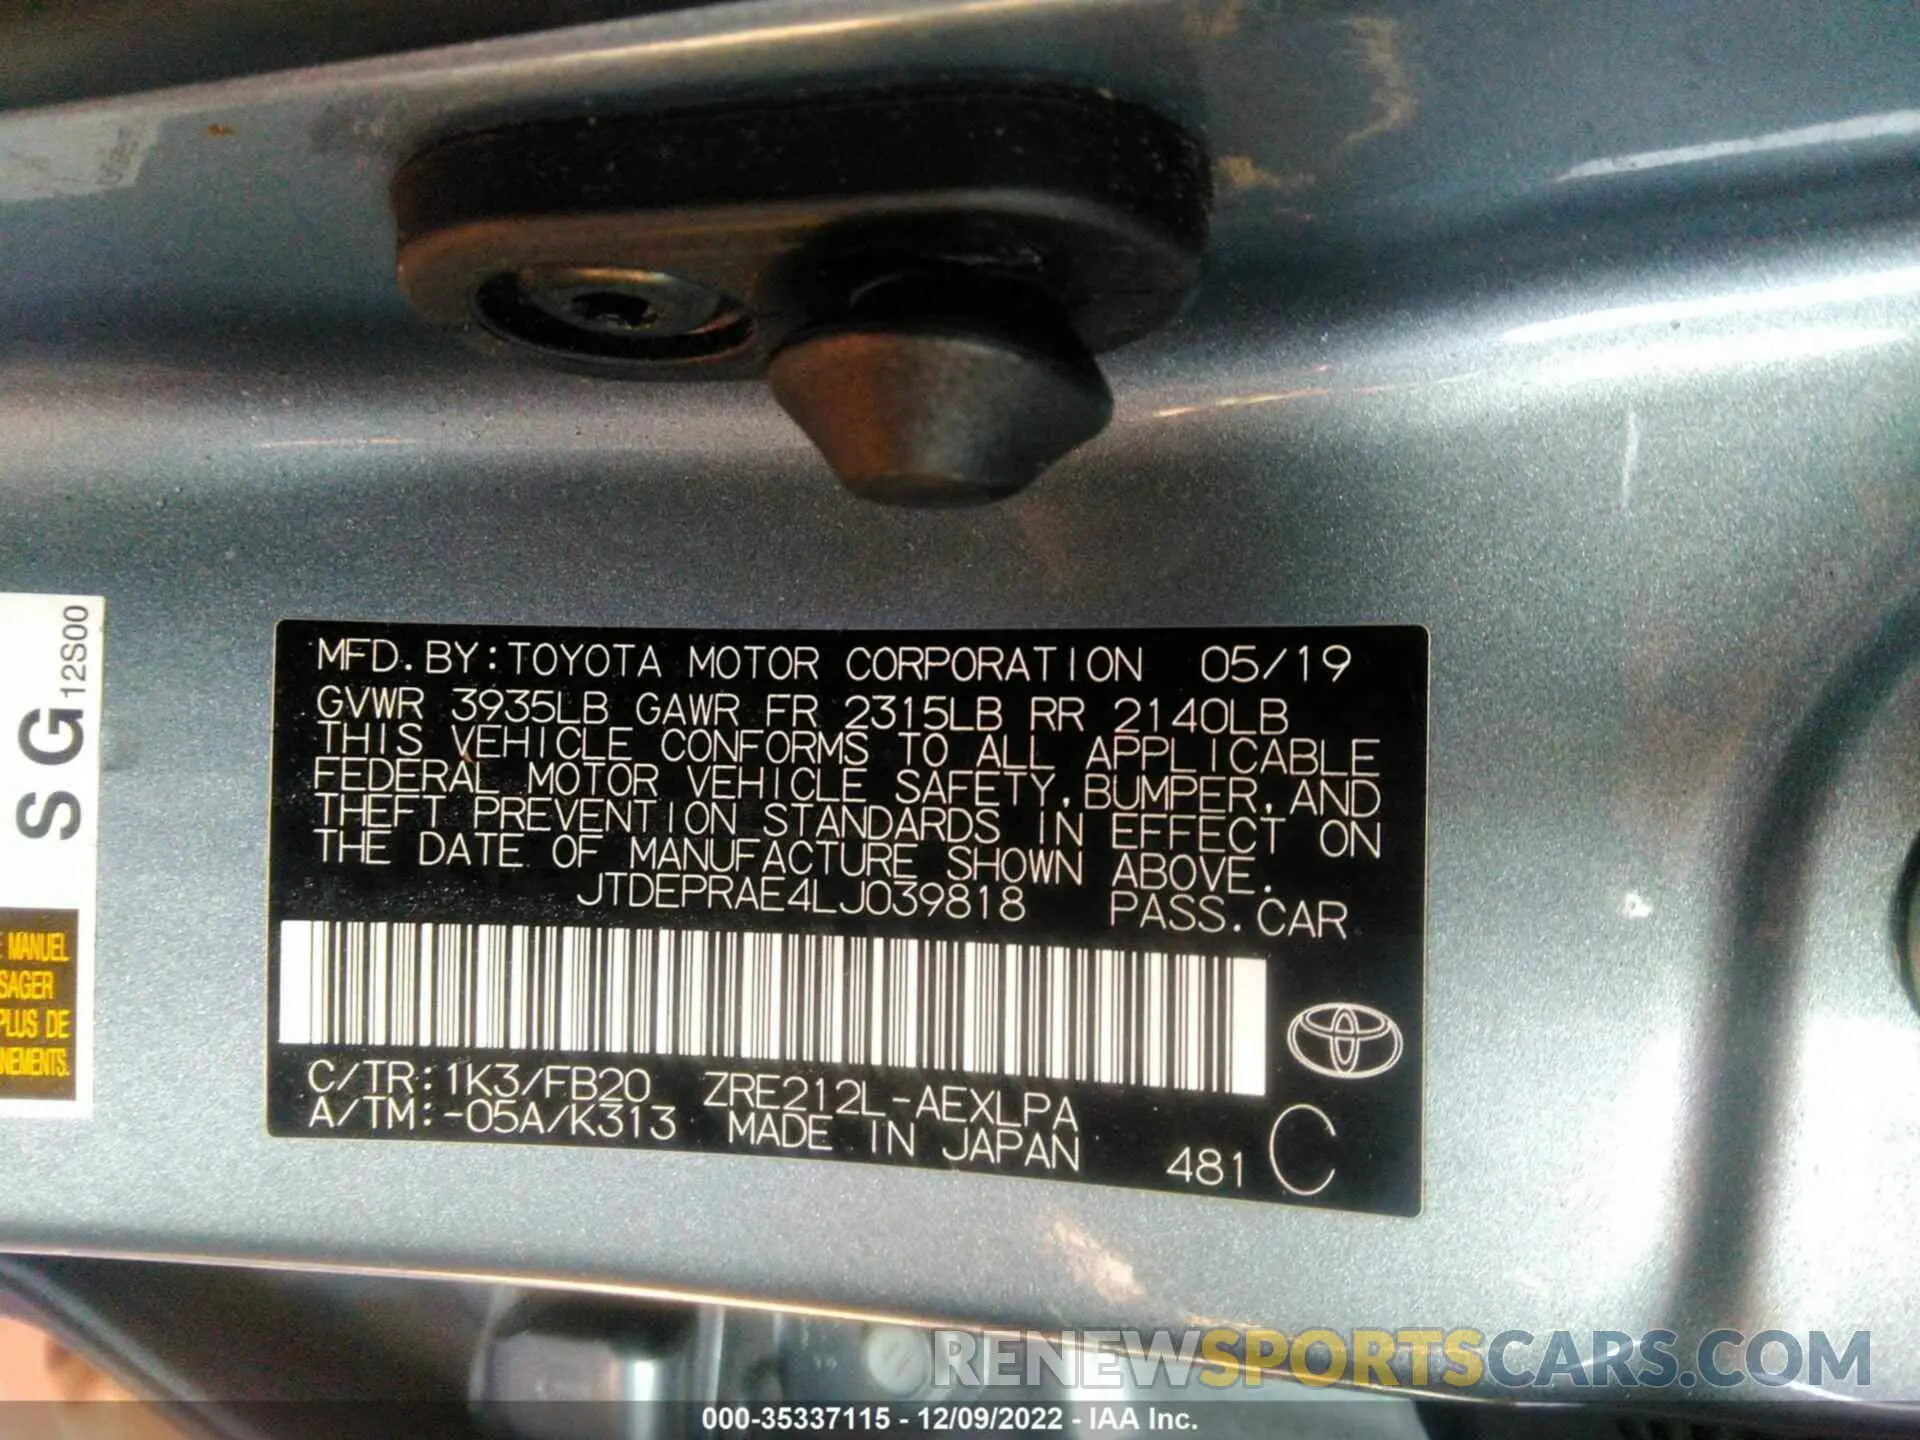 12S00
SG
E MANUEL
SAGER
PLUS DE
NEMENTS.
MFD. BY: TOYOTA MOTOR CORPORATION 05/19
GVWR 3935LB GAWR FR 2315LB RR 2140LB
THIS VEHICLE CONFORMS TO ALL APPLICABLE
FEDERAL MOTOR VEHICLE SAFETY, BUMPER, AND
THEFT PREVENTION STANDARDS IN EFFECT ON
THE DATE OF MANUFACTURE SHOWN ABOVE.
JTDEPRAE4LJ039818 PASS. CAR
C/TR: 1K3/FB20 ZRE212L-AEXLPA
A/TM: -05A/K313 MADE IN JAPAN 481 C
RENEWSPORTSCARS.COM
000-35337115 - 12/09/2022 - IAA Inc.